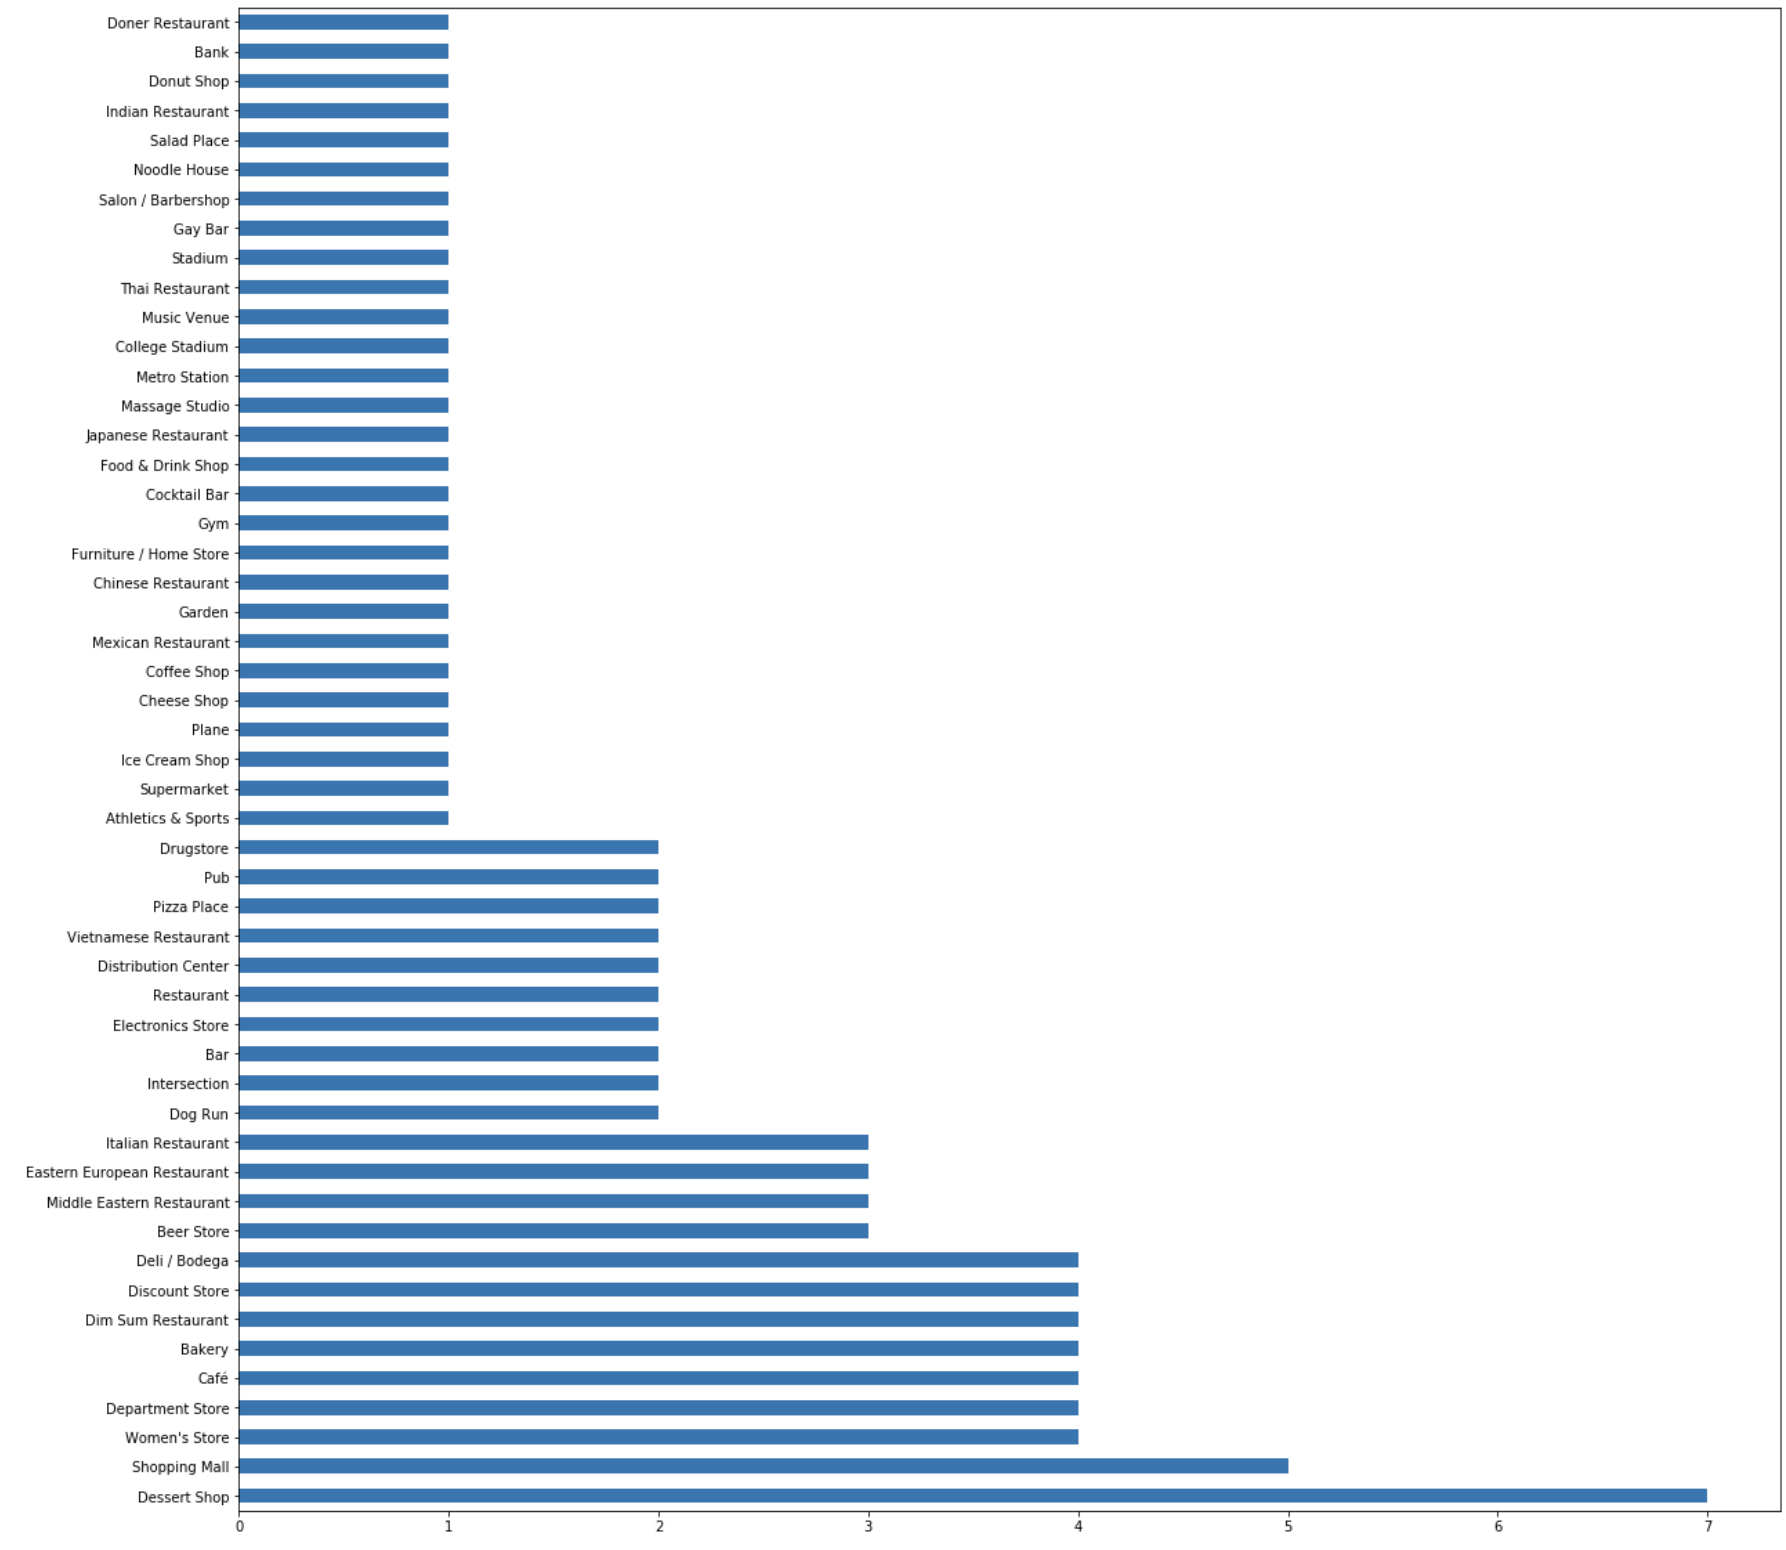 Doner Restaurant
Bank
Donut Shop
Indian Restaurant
Salad Place
Noodle House
Salon / Barbershop
Gay Bar
Stadium
Thai Restaurant
Music Venue
College Stadium
Metro Station
Massage Studio
Japanese Restaurant
Food & Drink Shop
Cocktail Bar
Gym
Furniture / Home Store
Chinese Restaurant
Garden
Mexican Restaurant
Coffee Shop
Cheese Shop
Plane
Ice Cream Shop
Supermarket
Athletics & Sports
Drugstore
Pub
Pizza Place
Vietnamese Restaurant
Distribution Center
Restaurant
Electronics Store
Bar
Intersection
Dog Run
Italian Restaurant
Eastern European Restaurant
Middle Eastern Restaurant
Beer Store
Deli / Bodega
Discount Store
Dim Sum Restaurant
Bakery
Café
Department Store
Women's Store
Shopping Mall
Dessert Shop
0 1 2 3 4 5 6 7